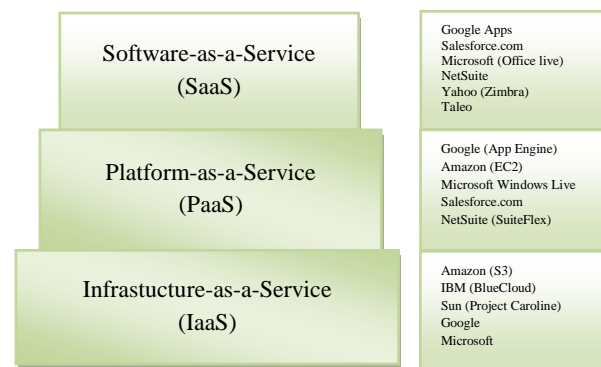 Software-as-a-Service
(SaaS)
Google Apps
Salesforce.com
Microsoft (Office live)
NetSuite
Yahoo (Zimbra)
Taleo
Platform-as-a-Service
(PaaS)
Google (App Engine)
Amazon (EC2)
Microsoft Windows Live
Salesforce.com
NetSuite (SuiteFlex)
Infrastucture-as-a-Service
(IaaS)
Amazon (S3)
IBM (BlueCloud)
Sun (Project Caroline)
Google
Microsoft